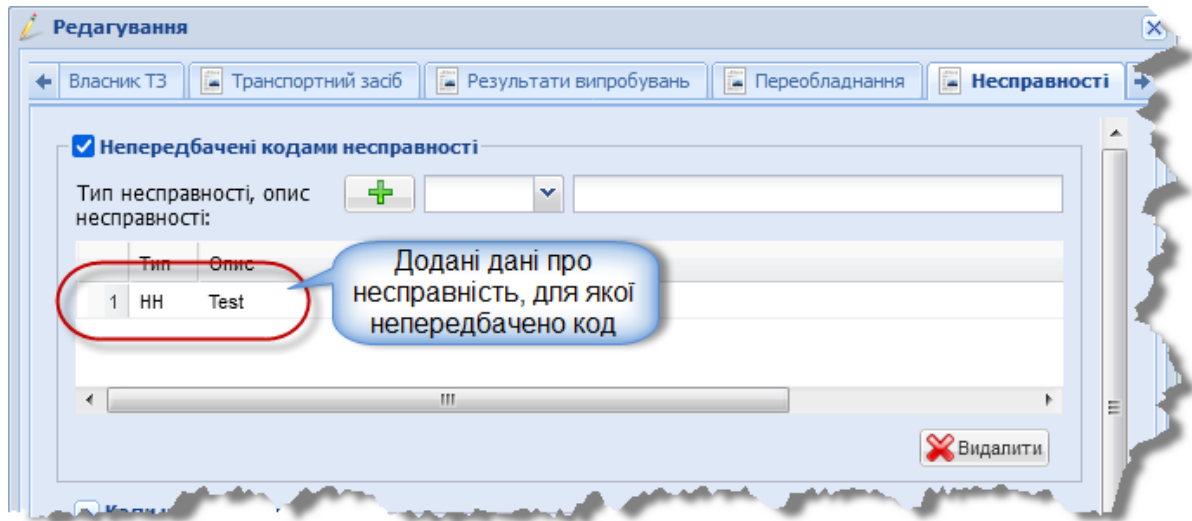 Редагування
Власник ТЗ Транспортний засіб Результати випробувань Переобладнання Несправності
Непередбачені кодами несправності
Тип несправності, опис
несправності:
Тип Опис
1 НН Test
Додані дані про
несправність, для якої
непередбачено код
Видалити